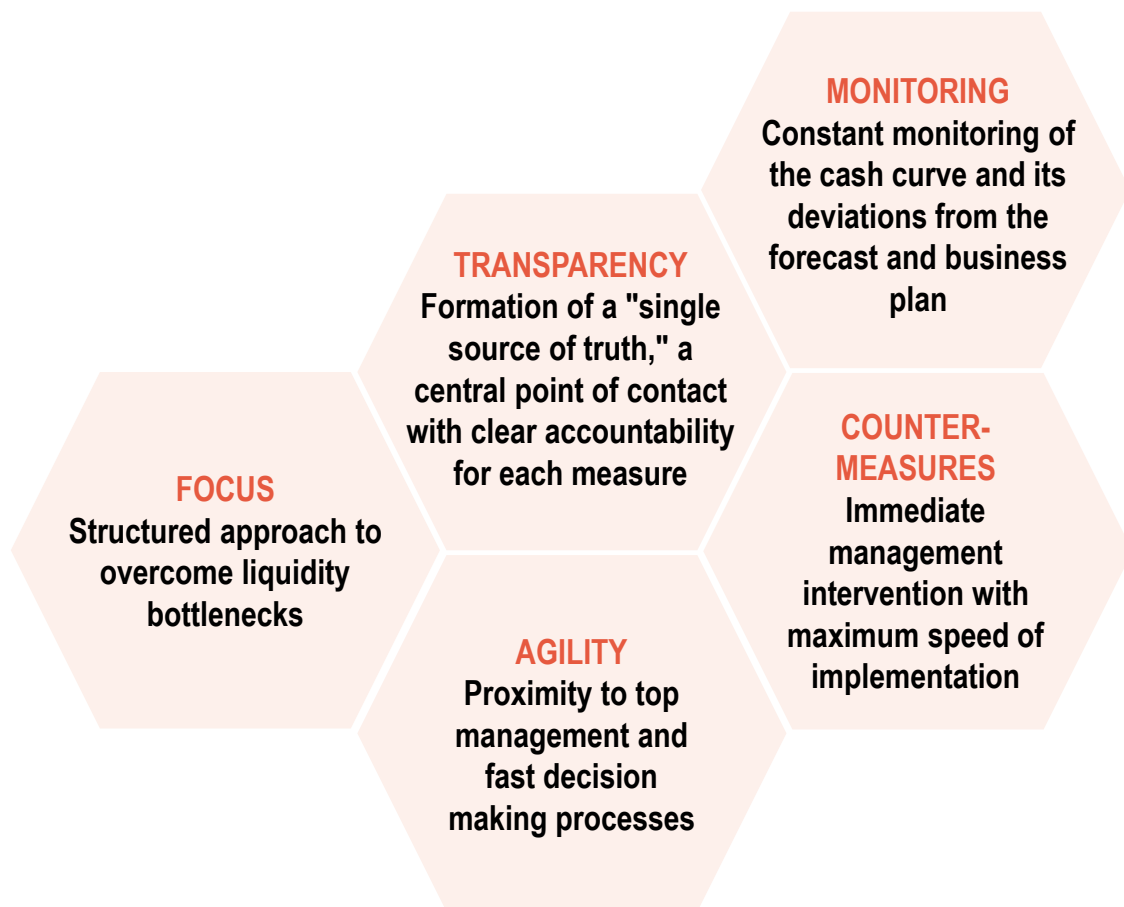 FOCUS
Structured approach to
overcome liquidity
bottlenecks
TRANSPARENCY
Formation of a "single
source of truth," a
central point of contact
with clear accountability
for each measure
AGILITY
Proximity to top
management and
fast decision
making processes
MONITORING
Constant monitoring of
the cash curve and its
deviations from the
forecast and business
plan
COUNTER-
MEASURES
Immediate
management
intervention with
maximum speed of
implementation